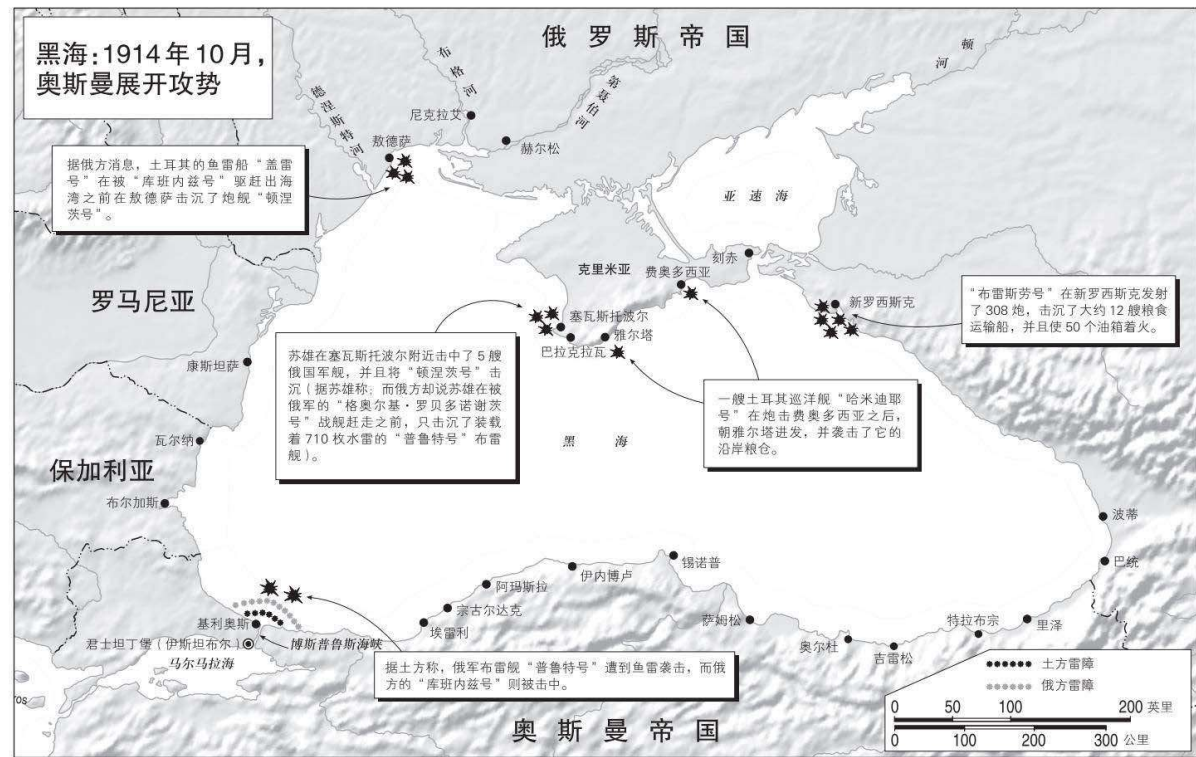 黑海：1914年10月，
奥斯曼展开攻势
俄罗斯帝国
德涅斯特河
布格河
第聂伯河
顿河
尼克拉艾
赫尔松
敖德萨
据俄方消息，土耳其的鱼雷船“盖雷
号”在被“库班内兹号”驱赶出海
湾之前在敖德萨击沉了炮舰“顿涅
茨号”。
亚速海
刻赤
克里米亚
费奥多西亚
新罗西斯克
“布雷斯劳号”在新罗西斯克发射
了308炮，击沉了大约12艘粮食
运输船，并且使50个油箱着火。
罗马尼亚
塞瓦斯托波尔
雅尔塔
巴拉克拉瓦
康斯坦萨
苏雄在塞瓦斯托波尔附近击中了5艘
俄国军舰，并且将“顿涅茨号”击
沉（据苏雄称；而俄方却说苏雄在被
俄军的“格奥尔基·罗贝多诺谢茨
号”战舰赶走之前，只击沉了装载
着710枚水雷的“普鲁特号”布雷
舰）。
一艘土耳其巡洋舰“哈米迪耶
号”在炮击费奥多西亚之后，
朝雅尔塔进发，并袭击了它的
沿岸粮仓。
瓦尔纳
黑海
保加利亚
布尔加斯
波蒂
巴统
锡诺普
伊内博卢
阿玛斯拉
宗古尔达克
埃雷利
萨姆松
奥尔杜
吉雷松
特拉布宗
里泽
基利奥斯
君士坦丁堡（伊斯坦布尔）
博斯普鲁斯海峡
马尔马拉海
据土方称，俄军布雷舰“普鲁特号”遭到鱼雷袭击，而俄
方的“库班内兹号”则被击中。
ros
奥斯曼帝国
土方雷障
俄方雷障
0 50 100 200 英里
0 100 200 300 公里